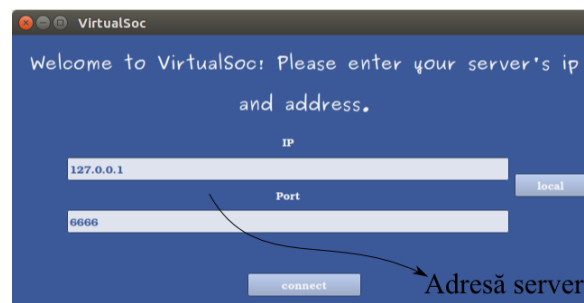 VirtualSoc
Welcome to VirtualSoc! Please enter your server's ip
and address.
IP
127.0.0.1
local
Port
6666
connect
Adresă server